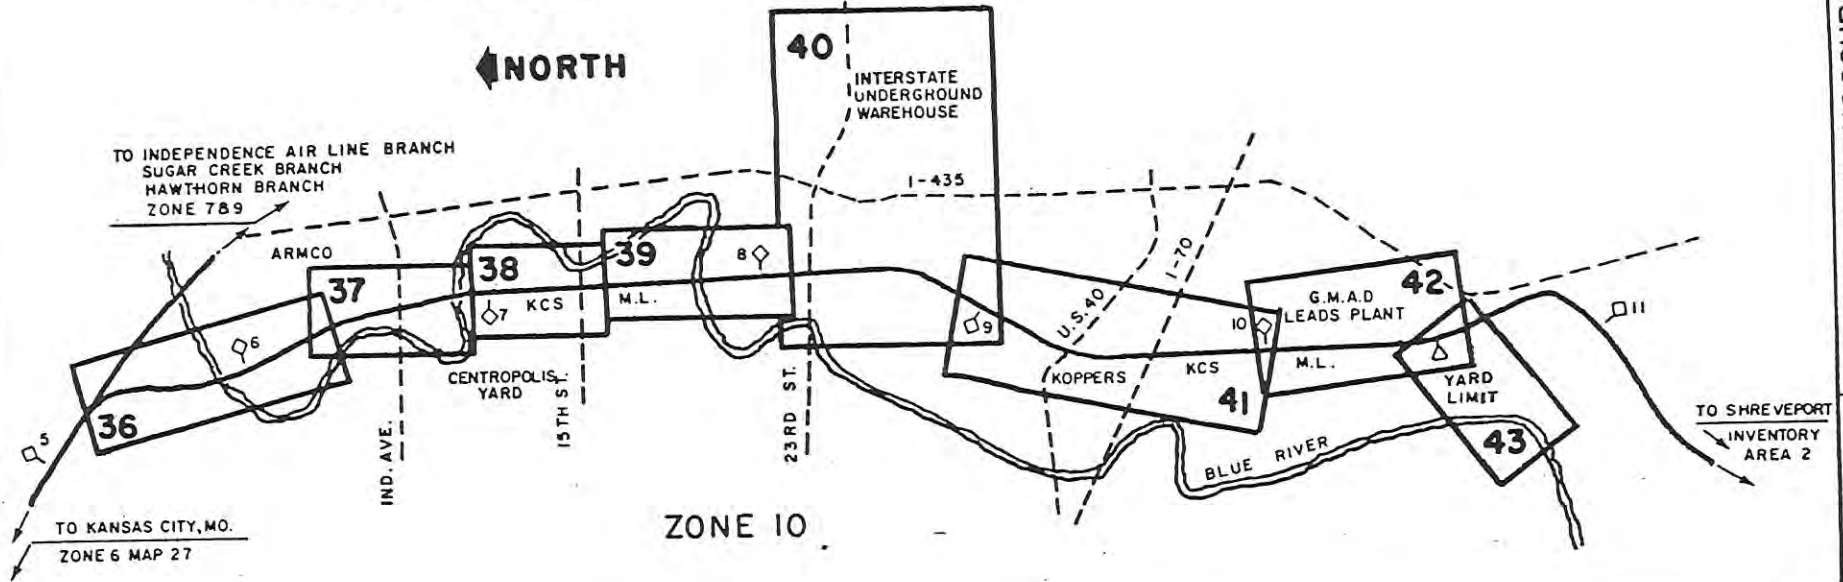 NORTH
40
INTERSTATE
UNDERGROUND
WAREHOUSE
TO INDEPENDENCE AIR LINE BRANCH
SUGAR CREEK BRANCH
HAWTHORN BRANCH
ZONE 789
ARMCO
I-435
37
38
39
8
6
7
KCS
M.L.
36
5
IND. AVE.
CENTROPOLIS
YARD
15TH ST.
23RD ST.
9
U.S. 40
I-70
KOPPERS
KCS
41
10
G.M.A.D
LEADS PLANT
42
M.L.
YARD
LIMIT
43
11
BLUE RIVER
TO SHREVEPORT
INVENTORY
AREA 2
TO KANSAS CITY, MO.
ZONE 6 MAP 27
ZONE 10